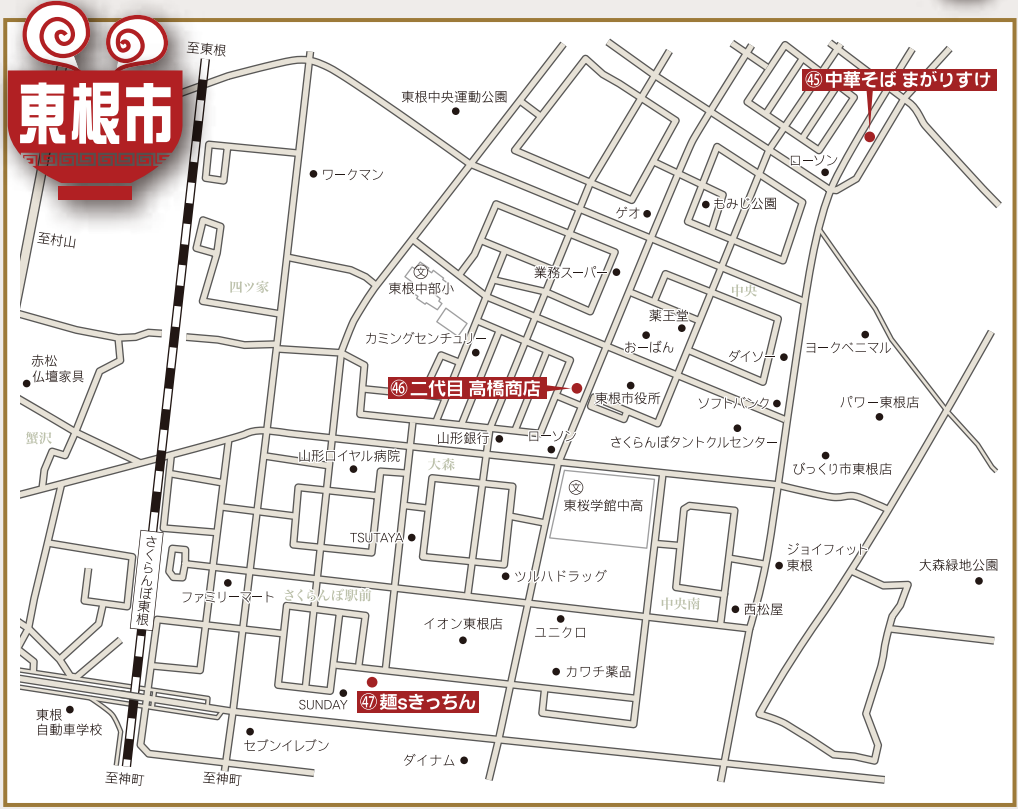 東根市
至東根
東根中央運動公園
㊺中華そば まがりすけ
ローソン
ワークマン
ゲオ
もみじ公園
至村山
四ツ家
文
東根中部小
業務スーパー
中央
薬王堂
カミングセンチュリー
おーばん
ダイソー
ヨークベニマル
赤松
仏壇家具
㊻二代目 高橋商店
東根市役所
ソフトバンク
パワー東根店
蟹沢
山形銀行
ローソン
さくらんぼタントクルセンター
山形ロイヤル病院
大森
びっくり市東根店
文
東桜学館中高
TSUTAYA
さくらんぼ東根
ジョイフィット
東根
大森緑地公園
ツルハドラッグ
ファミリーマート
さくらんぼ駅前
中央南
西松屋
イオン東根店
ユニクロ
カワチ薬品
SUNDAY
㊼麺sきっちん
東根
自動車学校
セブンイレブン
ダイナム
至神町
至神町